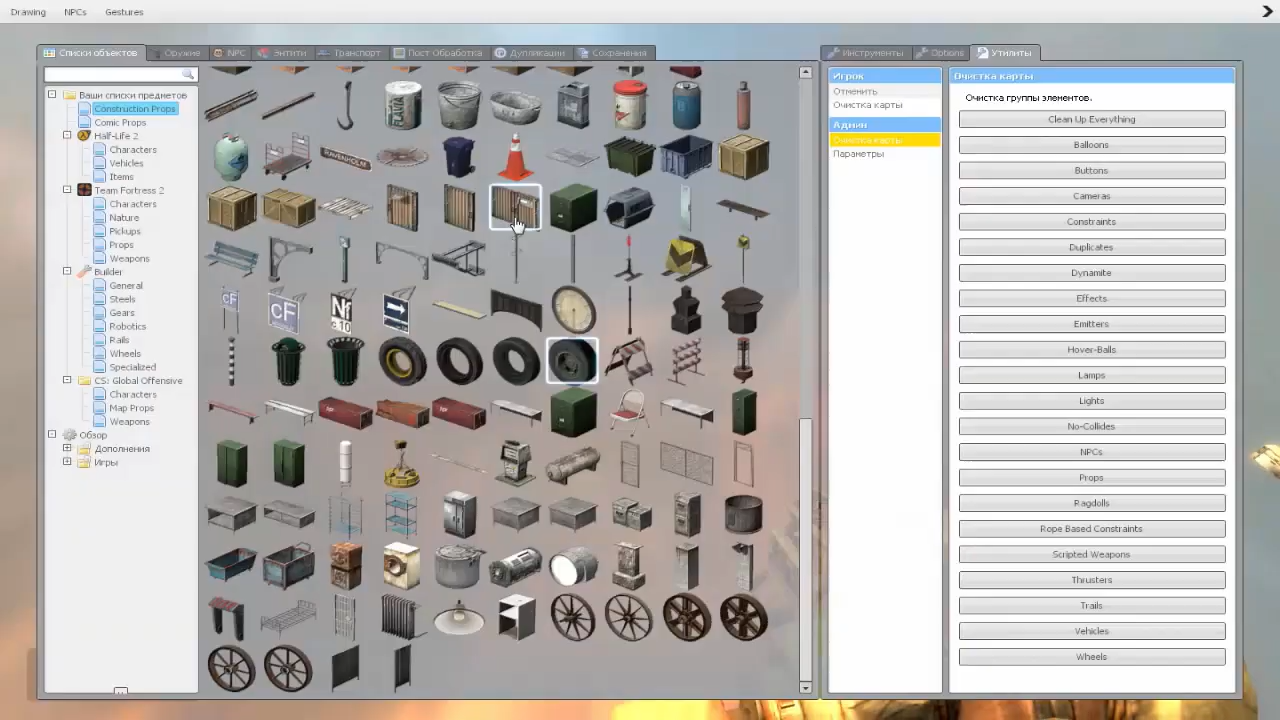 Drawing NPCs Gestures
Списки объектов Оружие NPC Энтити Транспорт Пост Обработка Дупликации Сохранения
Инструменты Options Утилиты
Ваши списки предметов
Construction Props
Comic Props
Half-Life 2
Characters
Vehicles
Items
Team Fortress 2
Characters
Nature
Pickups
Props
Weapons
Builder
General
Steels
Gears
Robotics
Rails
Wheels
Specialized
CS: Global Offensive
Characters
Map Props
Weapons
Обзор
Дополнения
Игры
RAVENHOLM
CF
CF
Игрок
Отменить
Очистка карты
Админ
Очистка карты
Параметры
Очистка карты
Очистка группы элементов.
Clean Up Everything
Balloons
Buttons
Cameras
Constraints
Duplicates
Dynamite
Effects
Emitters
Hover-Balls
Lamps
Lights
No-Collides
NPCs
Props
Ragdolls
Rope Based Constraints
Scripted Weapons
Thrusters
Trails
Vehicles
Wheels